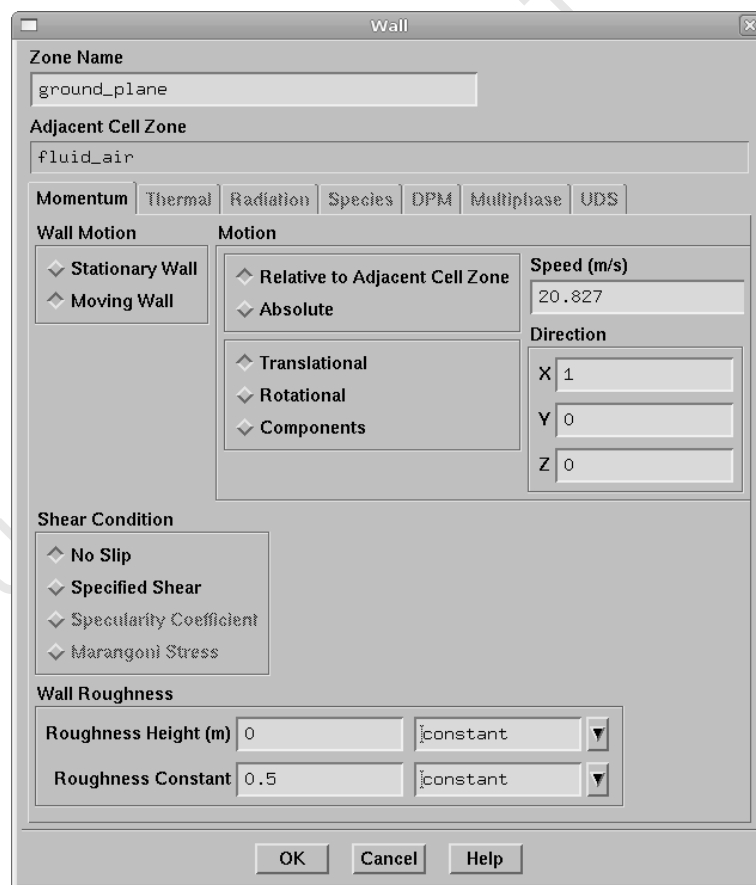 Wall
Zone Name
ground_plane
Adjacent Cell Zone
fluid_air
Momentum Thermal Radiation Species DPM Multiphase UDS
Wall Motion Motion
Stationary Wall
Moving Wall
Relative to Adjacent Cell Zone
Absolute
Translational
Rotational
Components
Speed (m/s)
20.827
Direction
X 1
Y 0
Z 0
Shear Condition
No Slip
Specified Shear
Specularity Coefficient
Marangoni Stress
Wall Roughness
Roughness Height (m) 0 constant
Roughness Constant 0.5 constant
OK Cancel Help